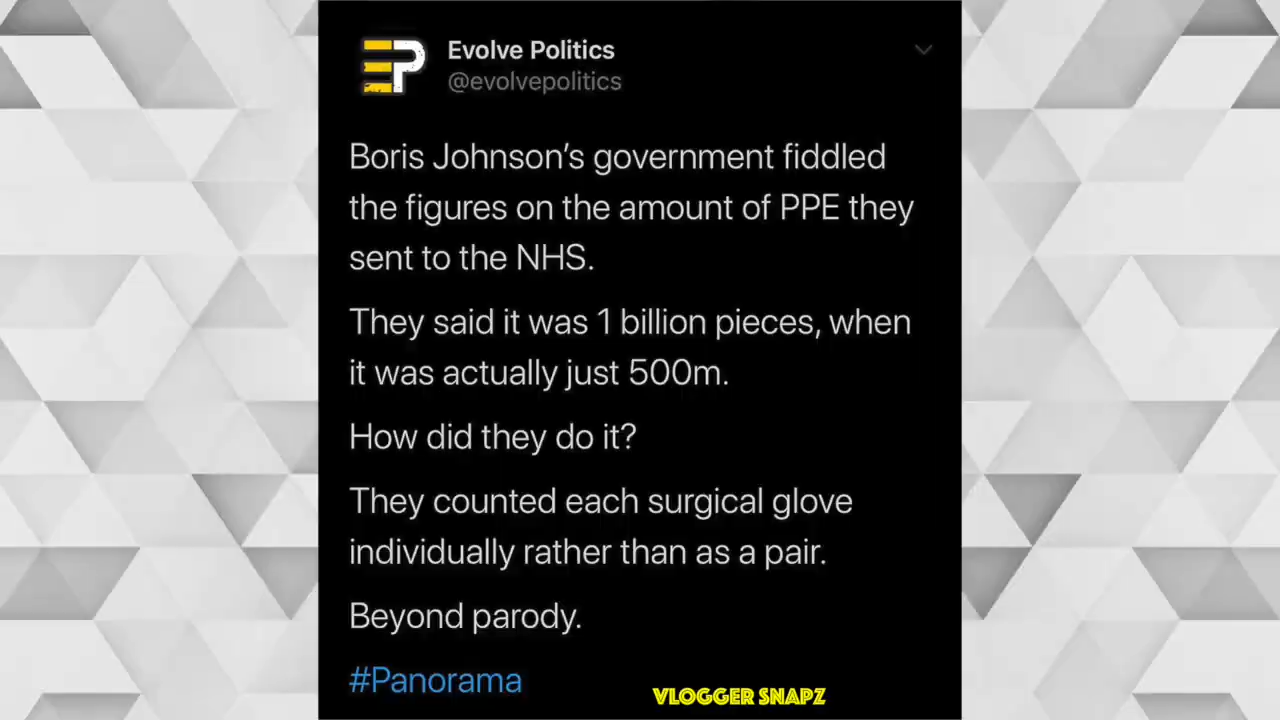 EP
Evolve Politics
@evolvepolitics
Boris Johnson's government fiddled
the figures on the amount of PPE they
sent to the NHS.
They said it was 1 billion pieces, when
it was actually just 500m.
How did they do it?
They counted each surgical glove
individually rather than as a pair.
Beyond parody.
#Panorama
VLOGGER SNAPZ